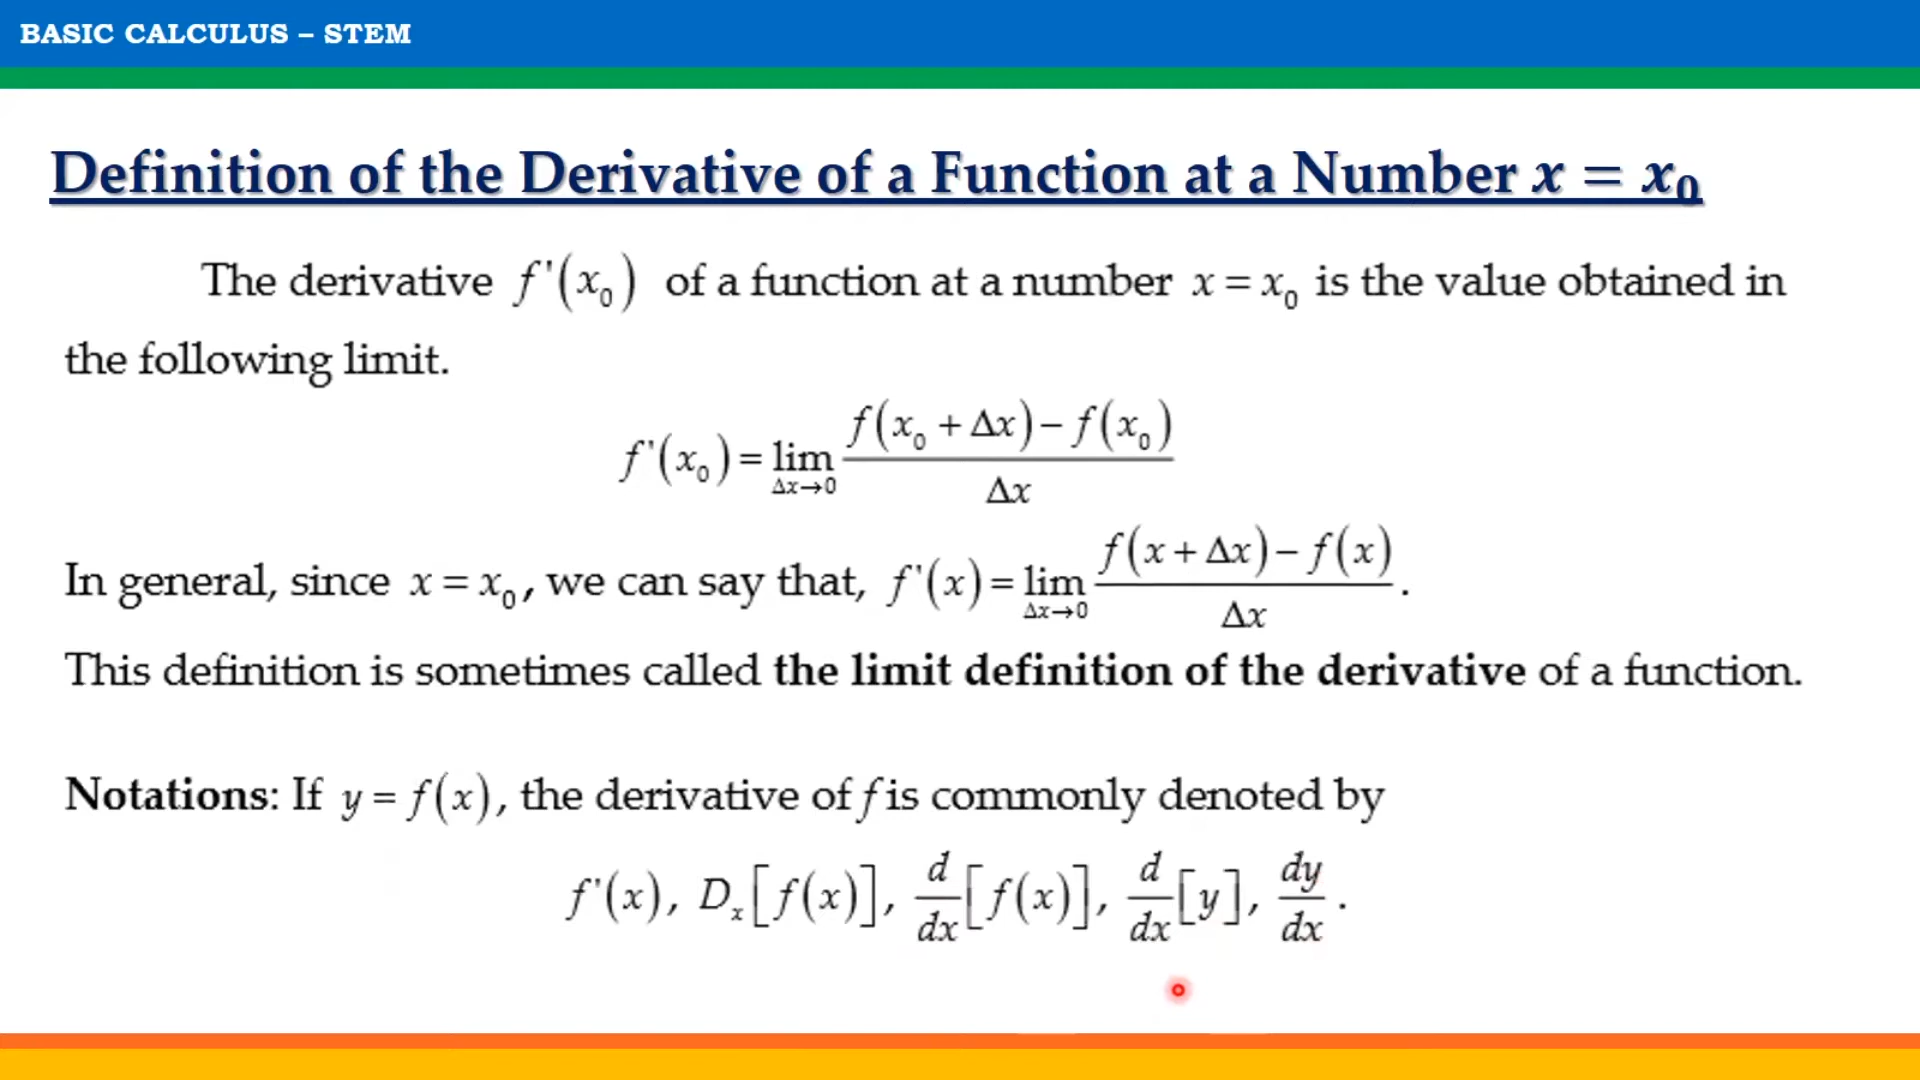 BASIC CALCULUS – STEM
Definition of the Derivative of a Function at a Number x = x₀
The derivative f'(x₀) of a function at a number x = x₀ is the value obtained in
the following limit.
f'(x₀) = lim_{Δx→0} (f(x₀ + Δx) − f(x₀)) / Δx
In general, since x = x₀, we can say that, f'(x) = lim_{Δx→0} (f(x + Δx) − f(x)) / Δx.
This definition is sometimes called the limit definition of the derivative of a function.
Notations: If y = f(x), the derivative of f is commonly denoted by
f'(x), Dₓ[f(x)], d/dx[f(x)], d/dx[y], dy/dx.